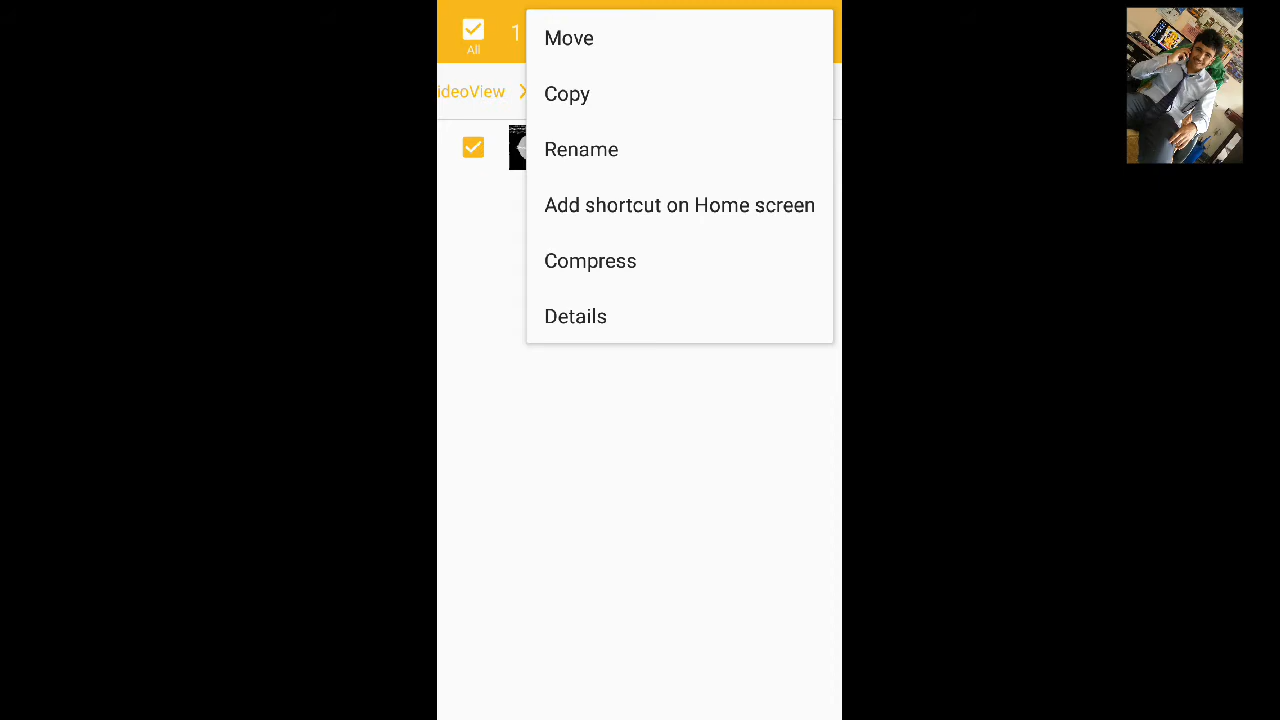 All
1
Move
Copy
Rename
Add shortcut on Home screen
Compress
Details
ideoView >